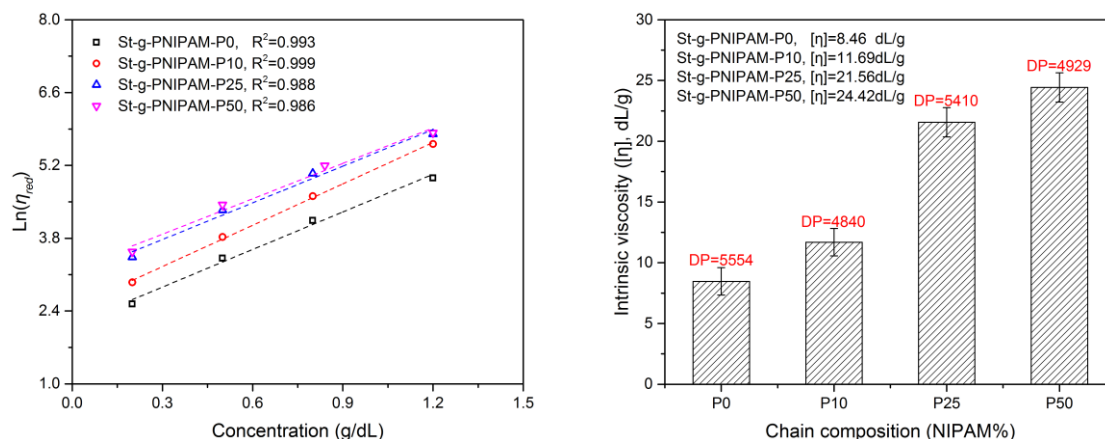 8.0
6.6
5.2
3.8
2.4
1.0
Ln(η_red)
St-g-PNIPAM-P0, R²=0.993
St-g-PNIPAM-P10, R²=0.999
St-g-PNIPAM-P25, R²=0.988
St-g-PNIPAM-P50, R²=0.986
0.0 0.3 0.6 0.9 1.2 1.5
Concentration (g/dL)
30
25
20
15
10
5
0
Intrinsic viscosity ([η], dL/g)
St-g-PNIPAM-P0, [η]=8.46 dL/g
St-g-PNIPAM-P10, [η]=11.69dL/g
St-g-PNIPAM-P25, [η]=21.56dL/g
St-g-PNIPAM-P50, [η]=24.42dL/g
DP=5554
DP=4840
DP=5410
DP=4929
P0 P10 P25 P50
Chain composition (NIPAM%)